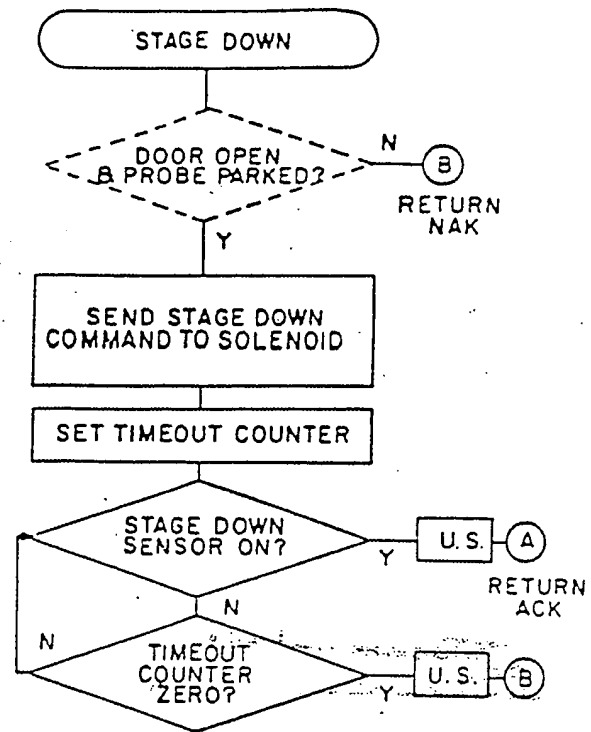 STAGE DOWN
DOOR OPEN
& PROBE PARKED?
N
B
RETURN
NAK
Y
SEND STAGE DOWN
COMMAND TO SOLENOID
SET TIMEOUT COUNTER
STAGE DOWN
SENSOR ON?
Y
U.S.
A
RETURN
ACK
N
N
TIMEOUT
COUNTER
ZERO?
Y
U.S.
B